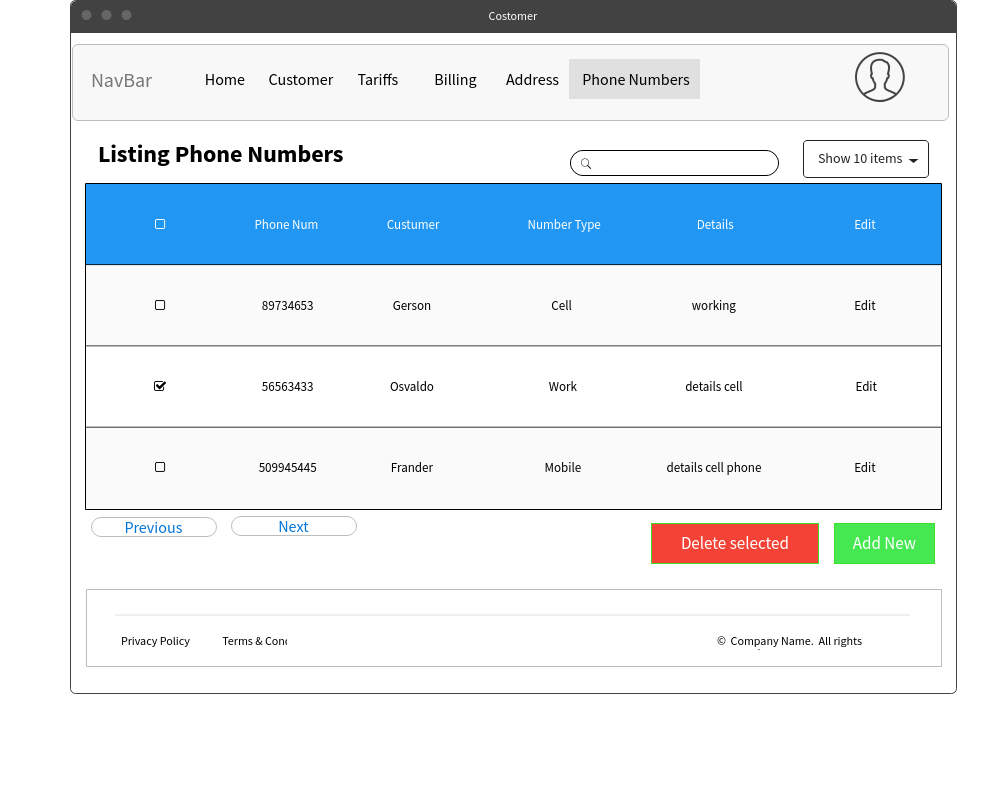 Costomer
NavBar Home Customer Tariffs Billing Address Phone Numbers
Listing Phone Numbers
Show 10 items
Phone Num Custumer Number Type Details Edit
89734653 Gerson Cell working Edit
56563433 Osvaldo Work details cell Edit
509945445 Frander Mobile details cell phone Edit
Previous Next
Delete selected Add New
Privacy Policy Terms & Con © Company Name. All rights